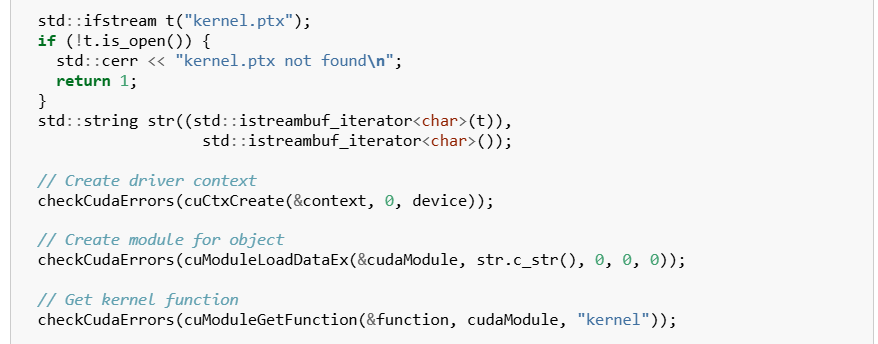 std::ifstream t("kernel.ptx");
if (!t.is_open()) {
  std::cerr << "kernel.ptx not found\n";
  return 1;
}
std::string str((std::istreambuf_iterator<char>(t)),
                  std::istreambuf_iterator<char>());
// Create driver context
checkCudaErrors(cuCtxCreate(&context, 0, device));
// Create module for object
checkCudaErrors(cuModuleLoadDataEx(&cudaModule, str.c_str(), 0, 0, 0));
// Get kernel function
checkCudaErrors(cuModuleGetFunction(&function, cudaModule, "kernel"));